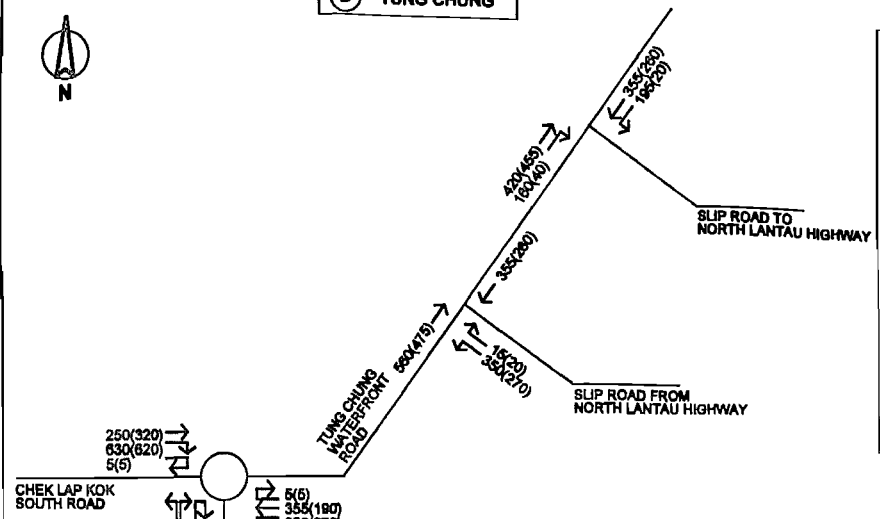 TUNG CHUNG
N
355(260)
195(20)
420(455)
160(40)
SLIP ROAD TO
NORTH LANTAU HIGHWAY
355(260)
560(475)
15(20)
350(270)
TUNG CHUNG
WATERFRONT
ROAD
SLIP ROAD FROM
NORTH LANTAU HIGHWAY
250(320)
630(620)
5(5)
CHEK LAP KOK
SOUTH ROAD
5(5)
355(190)